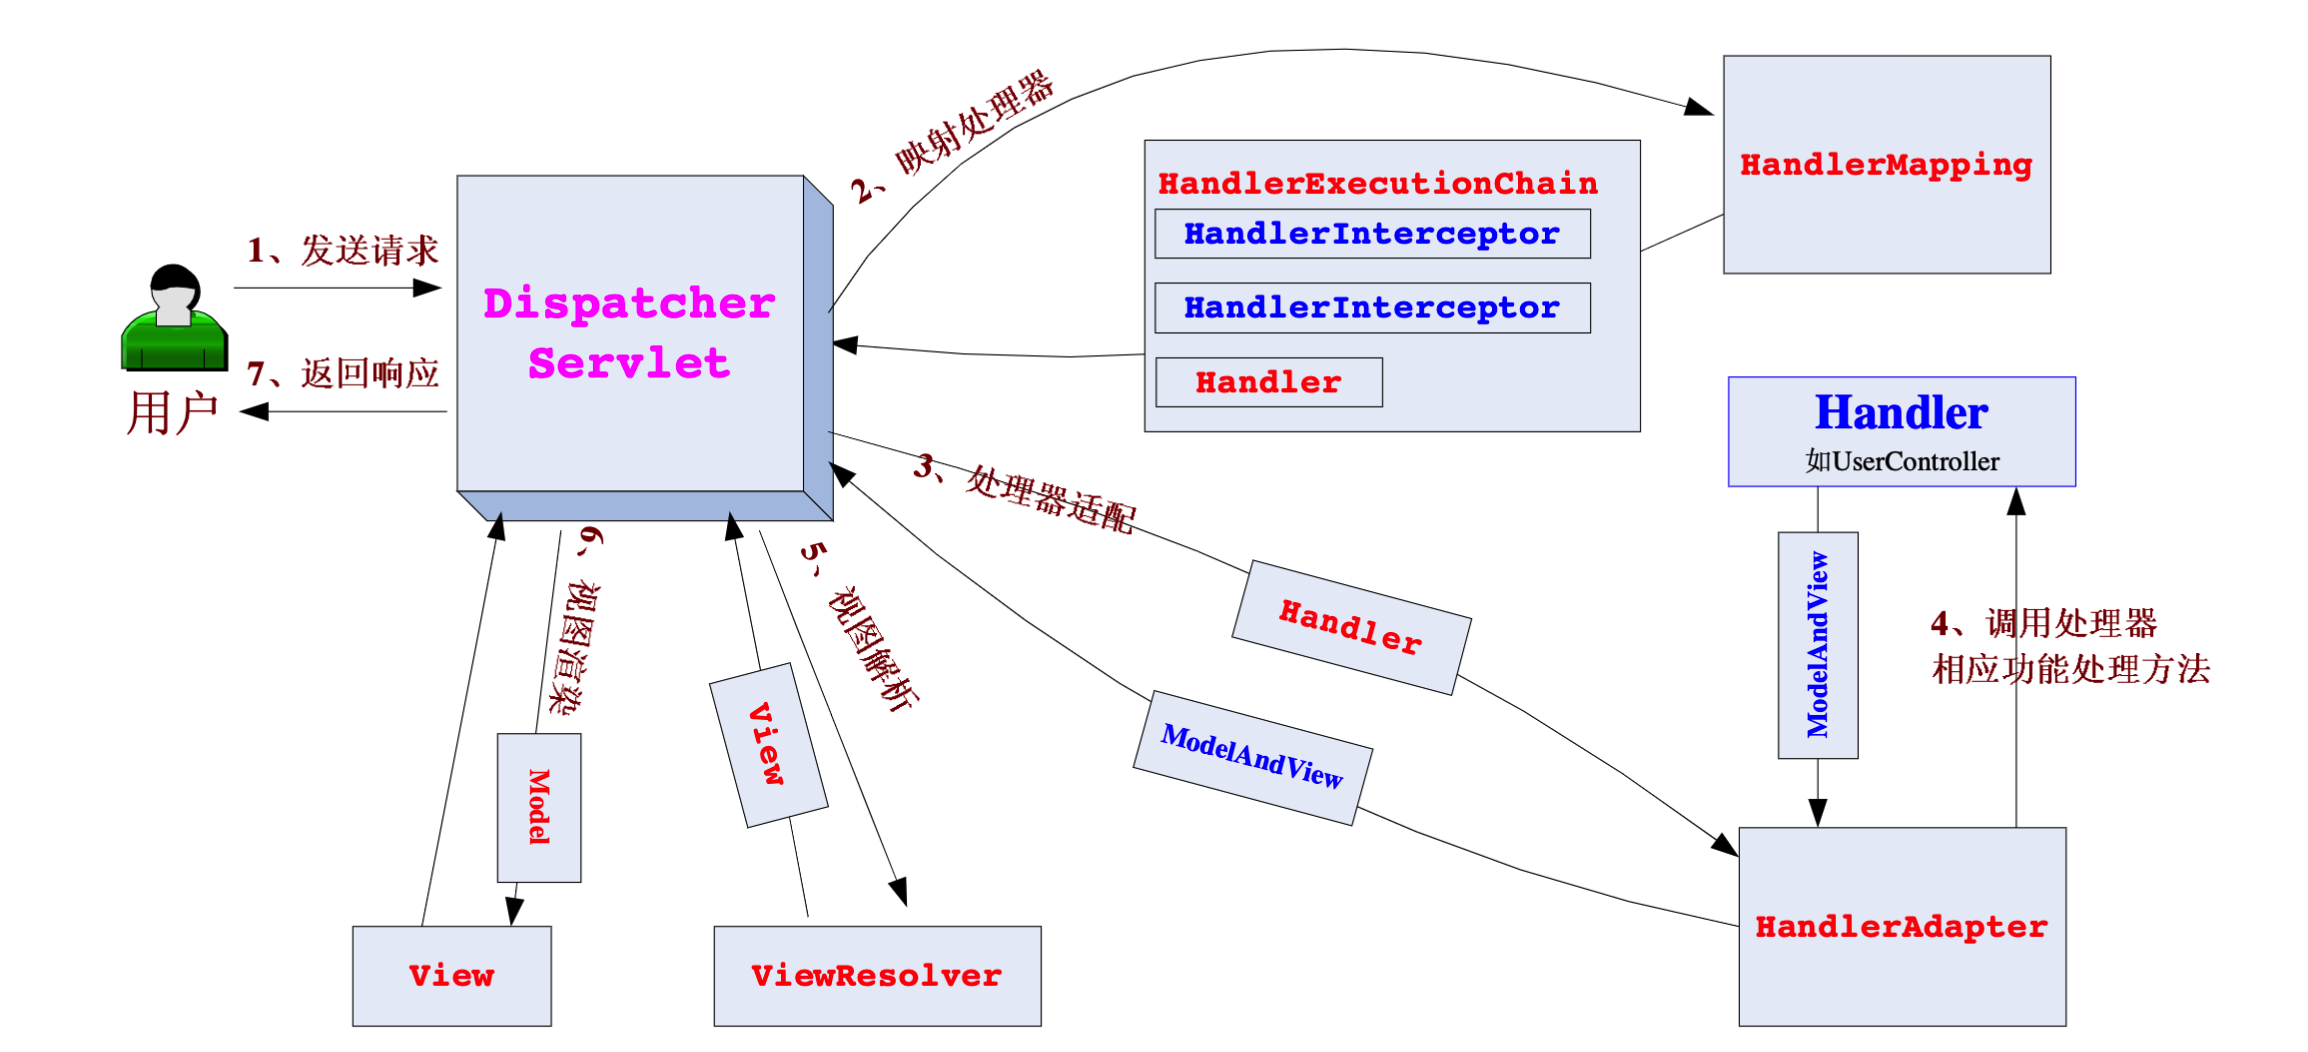 1、发送请求
7、返回响应
用户
Dispatcher
Servlet
2、映射处理器
HandlerExecutionChain
HandlerInterceptor
HandlerInterceptor
Handler
HandlerMapping
3、处理器适配
Handler
ModelAndView
Handler
如UserController
ModelAndView
4、调用处理器
相应功能处理方法
HandlerAdapter
5、视图解析
View
ViewResolver
6、视图渲染
Model
View